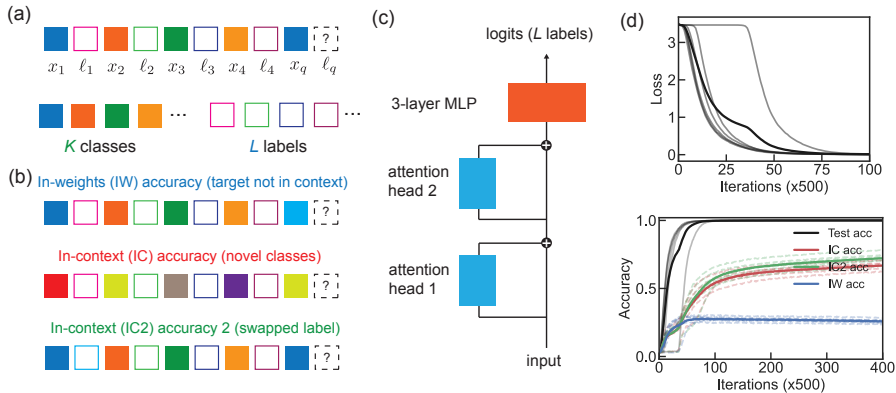 (a)
?
x₁ ℓ₁ x₂ ℓ₂ x₃ ℓ₃ x₄ ℓ₄ x_q ℓ_q
... ...
K classes L labels
(b)
In-weights (IW) accuracy (target not in context)
?
In-context (IC) accuracy (novel classes)
?
In-context (IC2) accuracy 2 (swapped label)
?
(c)
logits (L labels)
3-layer MLP
+
attention
head 2
+
attention
head 1
input
(d)
3
2
1
0
Loss
0 25 50 75 100
Iterations (x500)
1.0
0.5
0.0
Accuracy
Test acc
IC acc
IC2 acc
IW acc
0 100 200 300 400
Iterations (x500)